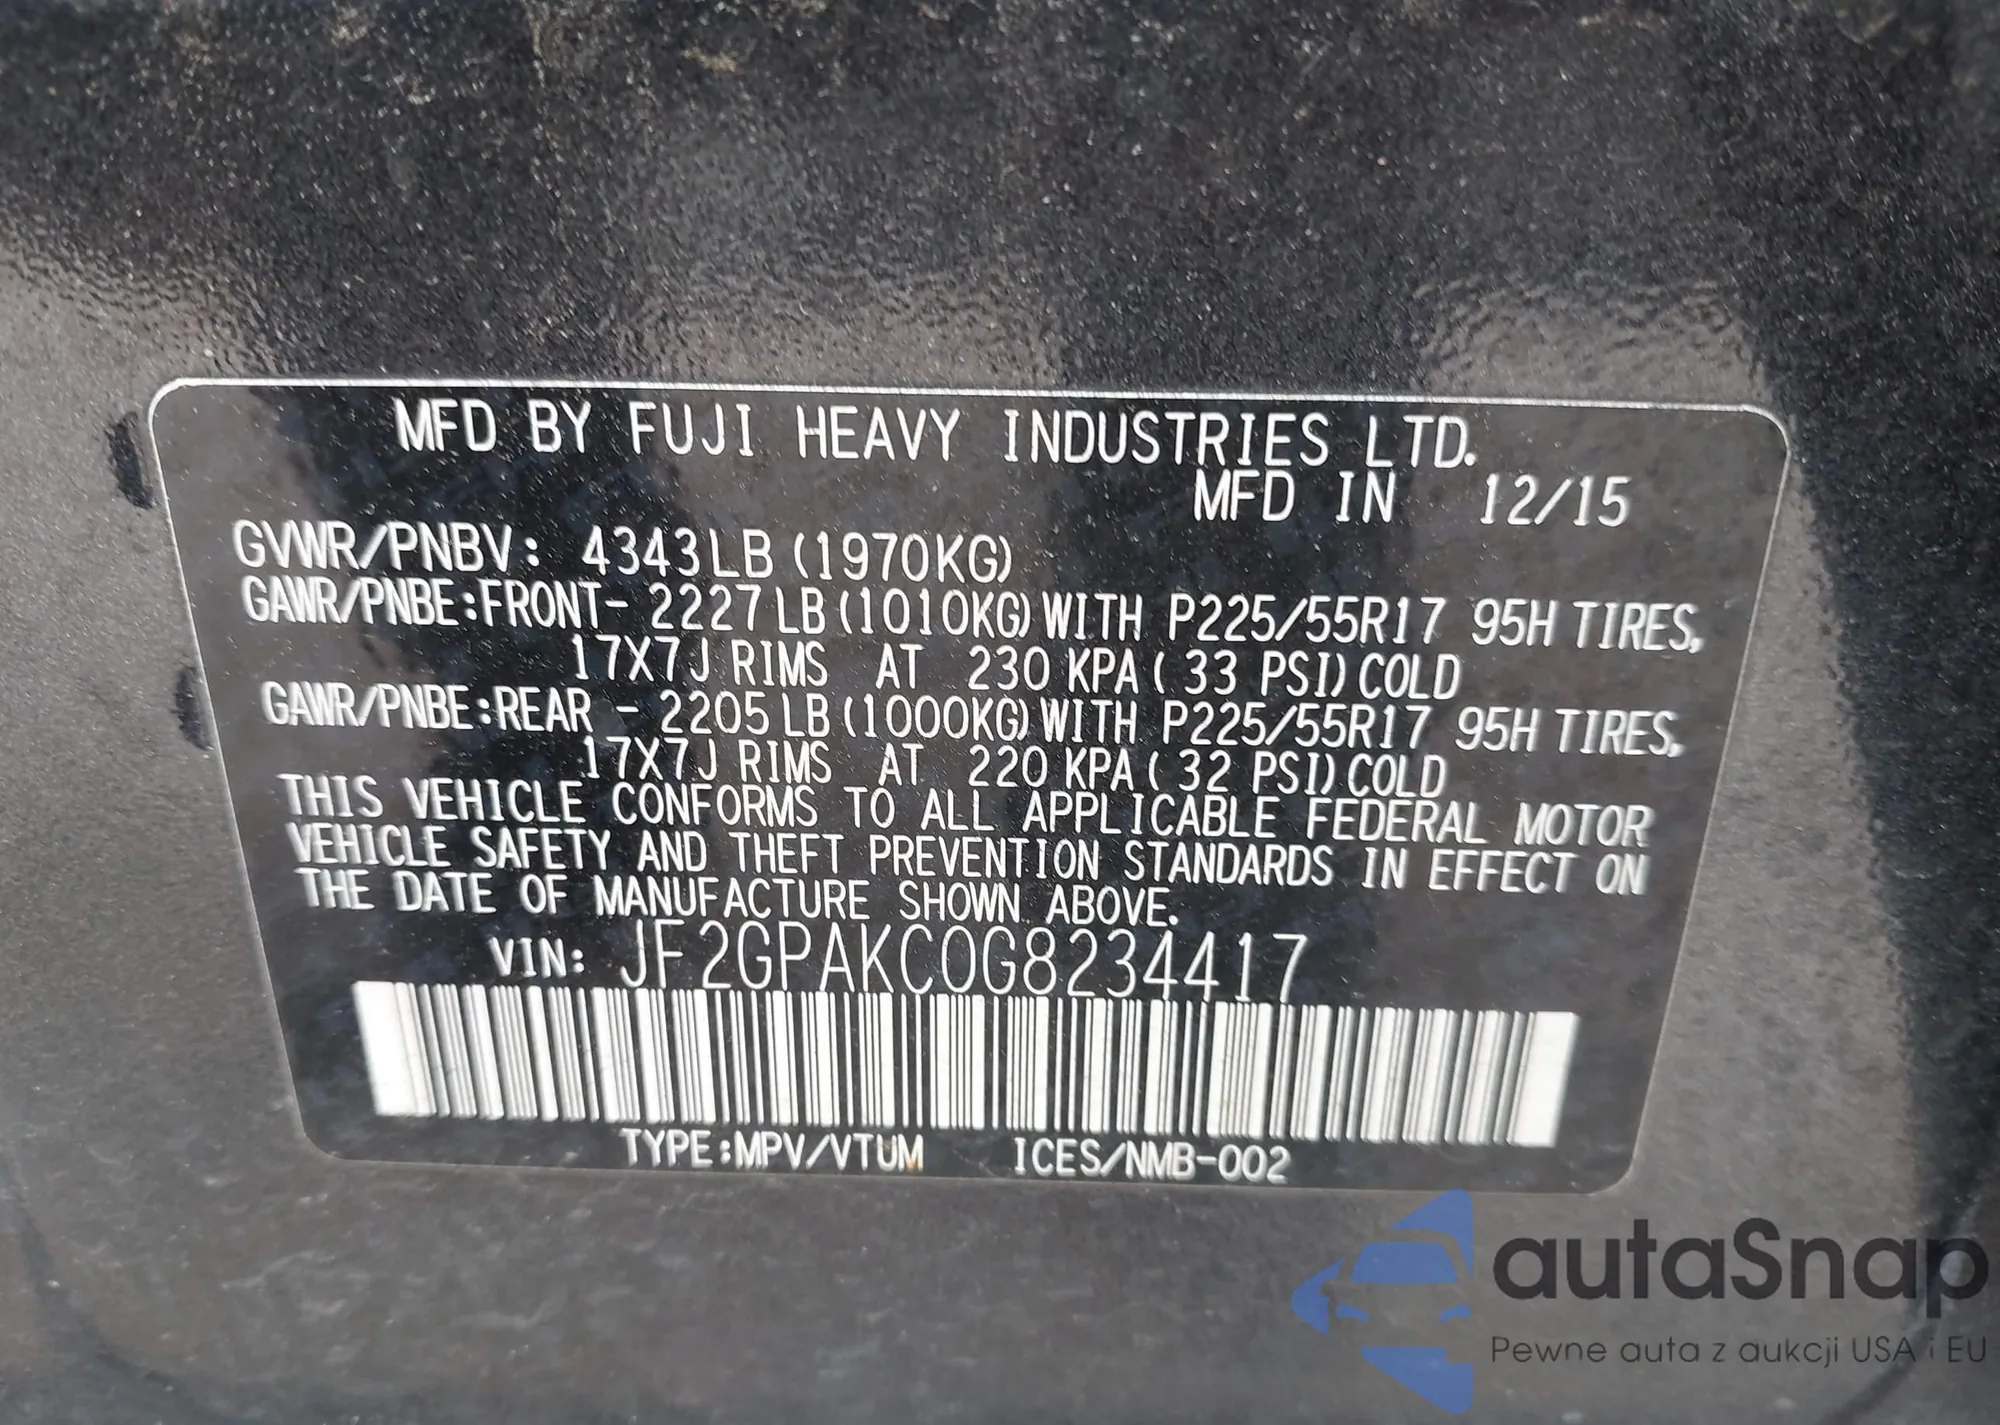 MFD BY FUJI HEAVY INDUSTRIES LTD.
MFD IN 12/15
GVWR/PNBV: 4343LB (1970KG)
GAWR/PNBE:FRONT- 2227LB (1010KG) WITH P225/55R17 95H TIRES,
17X7J RIMS AT 230 KPA ( 33 PSI) COLD
GAWR/PNBE:REAR - 2205LB (1000KG) WITH P225/55R17 95H TIRES,
17X7J RIMS AT 220 KPA ( 32 PSI) COLD
THIS VEHICLE CONFORMS TO ALL APPLICABLE FEDERAL MOTOR
VEHICLE SAFETY AND THEFT PREVENTION STANDARDS IN EFFECT ON
THE DATE OF MANUFACTURE SHOWN ABOVE.
VIN: JF2GPAKC0G8234417
TYPE:MPV/VTUM ICES/NMB-002
autaSnap
Pewne auta z aukcji USA i EU